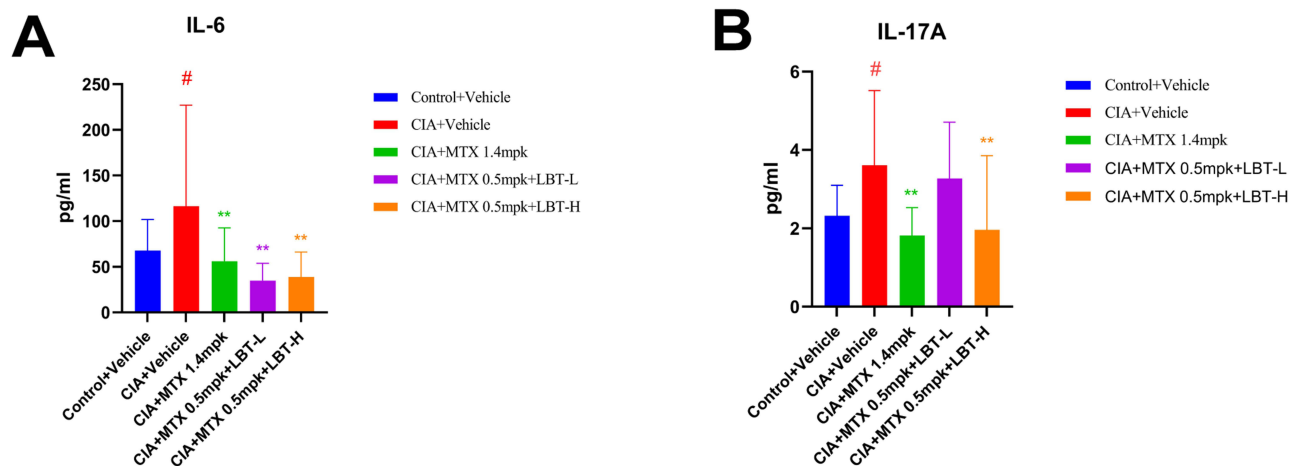 A
IL-6
#
250
200
150
100
50
0
pg/ml
**
**
**
Control+Vehicle
CIA+Vehicle
CIA+MTX 1.4mpk
CIA+MTX 0.5mpk+LBT-L
CIA+MTX 0.5mpk+LBT-H
Control+Vehicle
CIA+Vehicle
CIA+MTX 1.4mpk
CIA+MTX 0.5mpk+LBT-L
CIA+MTX 0.5mpk+LBT-H
B
IL-17A
#
6
4
2
0
pg/ml
**
**
Control+Vehicle
CIA+Vehicle
CIA+MTX 1.4mpk
CIA+MTX 0.5mpk+LBT-L
CIA+MTX 0.5mpk+LBT-H
Control+Vehicle
CIA+Vehicle
CIA+MTX 1.4mpk
CIA+MTX 0.5mpk+LBT-L
CIA+MTX 0.5mpk+LBT-H